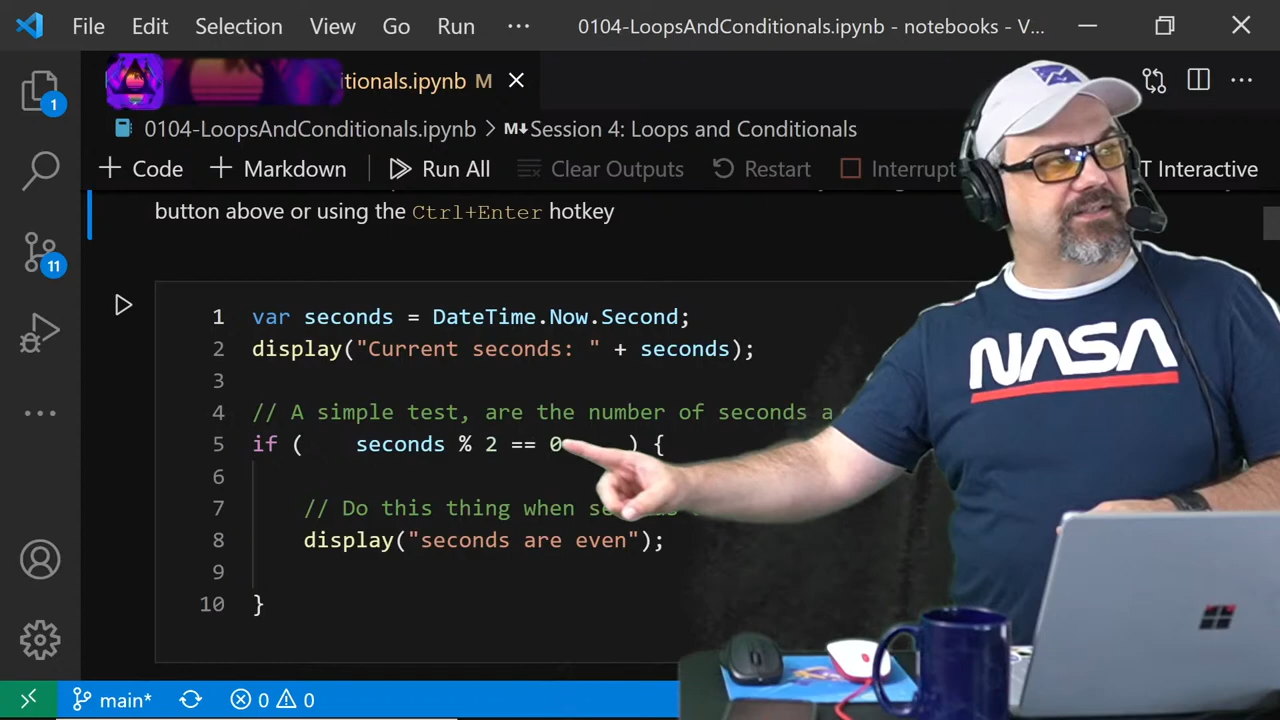 File Edit Selection View Go Run ··· 0104-LoopsAndConditionals.ipynb - notebooks - V...
1
tionals.ipynb M
0104-LoopsAndConditionals.ipynb > M↓Session 4: Loops and Conditionals
+ Code + Markdown Run All Clear Outputs Restart Interrupt T Interactive
button above or using the Ctrl+Enter hotkey
11
1 var seconds = DateTime.Now.Second;
2 display("Current seconds: " + seconds);
3
4 // A simple test, are the number of seconds a
5 if ( seconds % 2 == 0 ) {
6
7 // Do this thing when
8 display("seconds are even");
9
10 }
main* 0 0
NASA